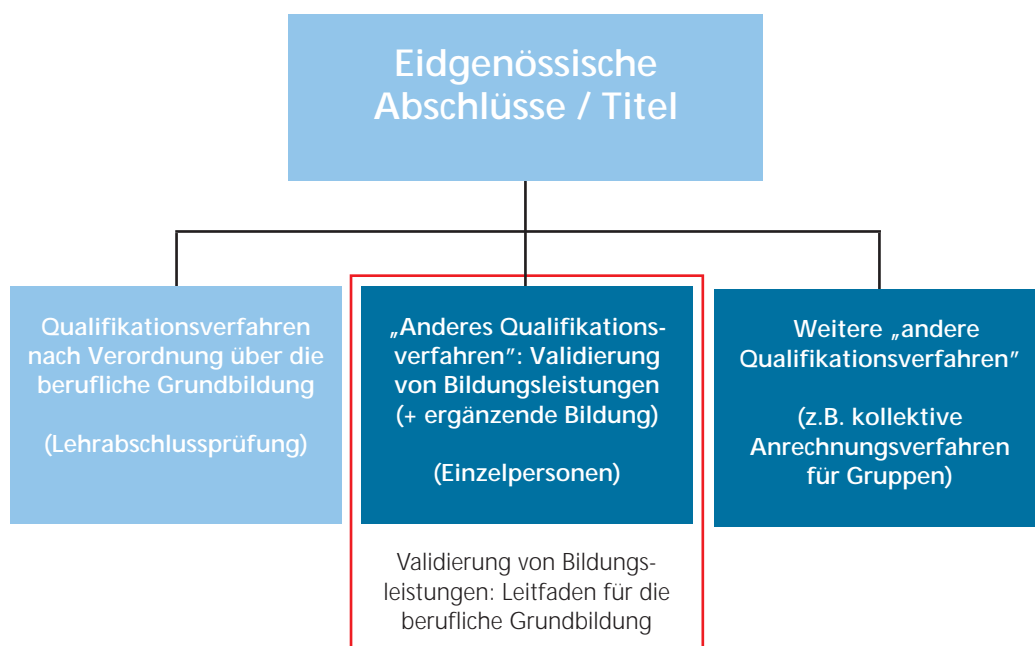 Eidgenössische
Abschlüsse / Titel
Qualifikationsverfahren
nach Verordnung über die
berufliche Grundbildung
(Lehrabschlussprüfung)
„Anderes Qualifikations-
verfahren”: Validierung
von Bildungsleistungen
(+ ergänzende Bildung)
(Einzelpersonen)
Weitere „andere
Qualifikationsverfahren”
(z.B. kollektive
Anrechnungsverfahren
für Gruppen)
Validierung von Bildungs-
leistungen: Leitfaden für die
berufliche Grundbildung